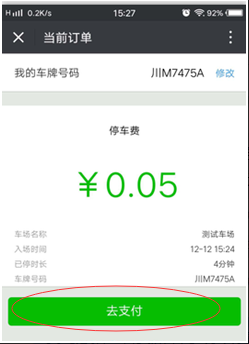 H 0.2K/s 15:27 92%
当前订单
我的车牌号码 川M7475A 修改
停车费
￥0.05
车场名称 测试车场
入场时间 12-12 15:24
已停时长 4分钟
车牌号码 川M7475A
去支付